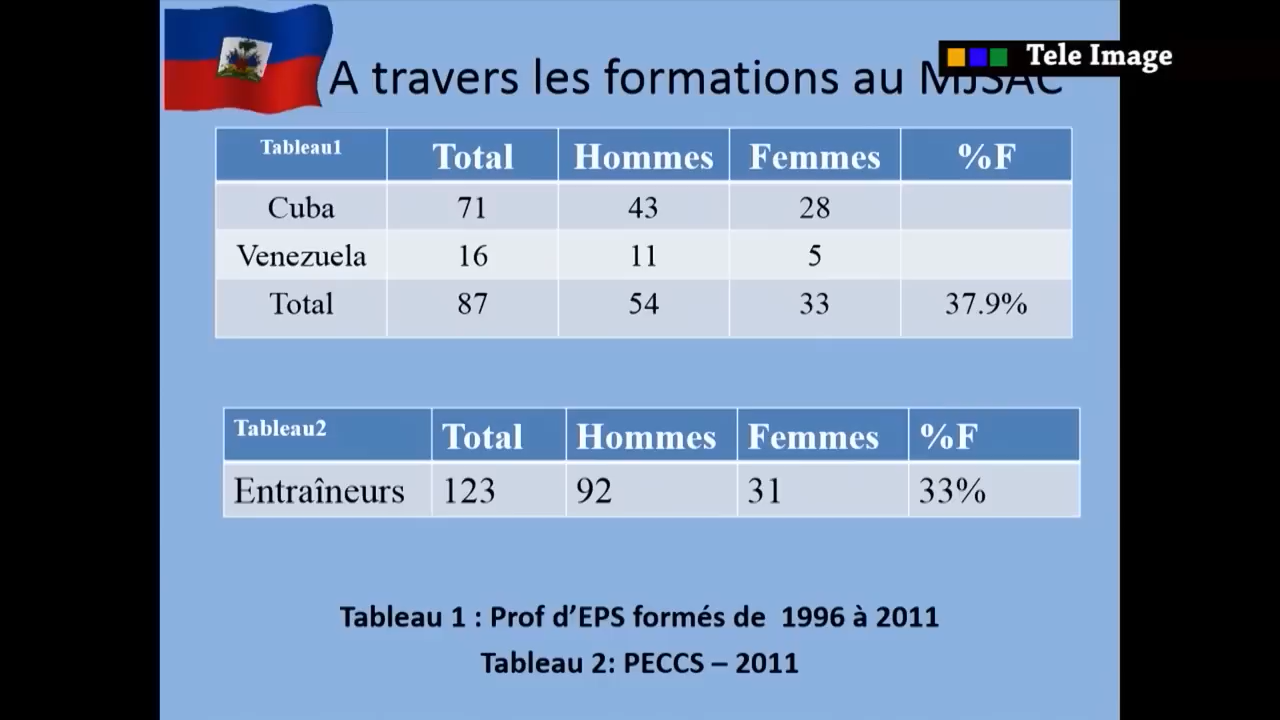 Tele Image
A travers les formations au MJSAC
Tableau1 Total Hommes Femmes %F
Cuba 71 43 28
Venezuela 16 11 5
Total 87 54 33 37.9%
Tableau2 Total Hommes Femmes %F
Entraîneurs 123 92 31 33%
Tableau 1 : Prof d’EPS formés de 1996 à 2011
Tableau 2: PECCS – 2011